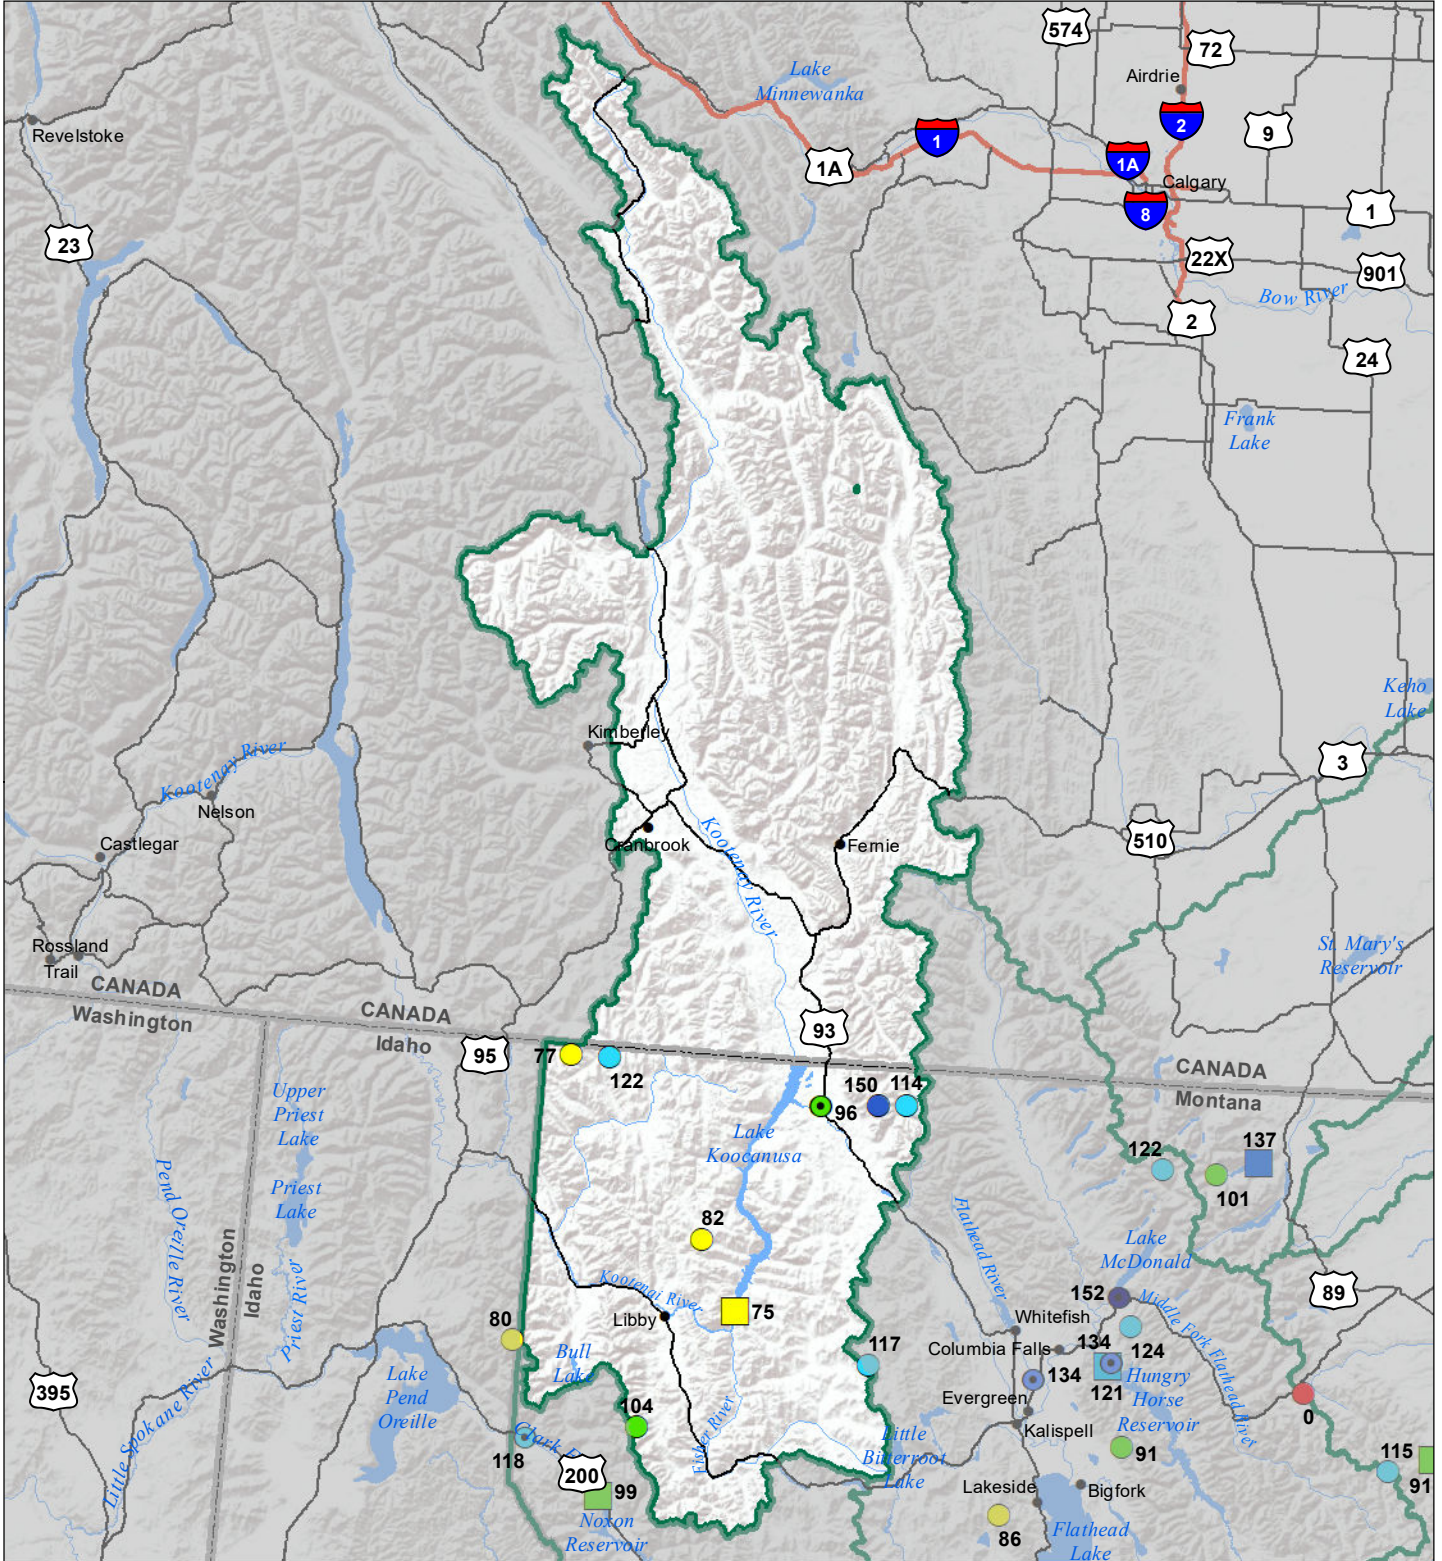 574
72
Lake
Minnewanka
Airdrie
Revelstoke
2
9
1
1A
1A
Calgary
8
1
23
22X
901
Bow River
2
24
Frank
Lake
Keho
Lake
Kimberley
3
Kootenay River
Nelson
510
Castlegar
Kootenay River
Cranbrook
Fernie
Rossland
Trail
St. Mary's
Reservoir
CANADA
Washington
CANADA
Idaho
93
95
77
122
CANADA
Montana
150
114
96
Upper
Priest
Lake
Lake
Koocanusa
122
137
101
Pend Oreille River
Priest
Lake
82
Flathead River
Lake
McDonald
Washington
Idaho
Priest River
Kootenai River
152
Middle Fork Flathead River
89
Libby
75
Whitefish
80
Bull
Lake
117
Columbia Falls
134
124
134
121
Hungry
Horse
Reservoir
395
Lake
Pend
Oreille
Evergreen
0
104
Kalispell
Little Spokane River
118
Clark F
200
Fisher River
Little
Bitterroot
Lake
91
115
91
99
Lakeside
Bigfork
Noxon
Reservoir
86
Flathead
Lake